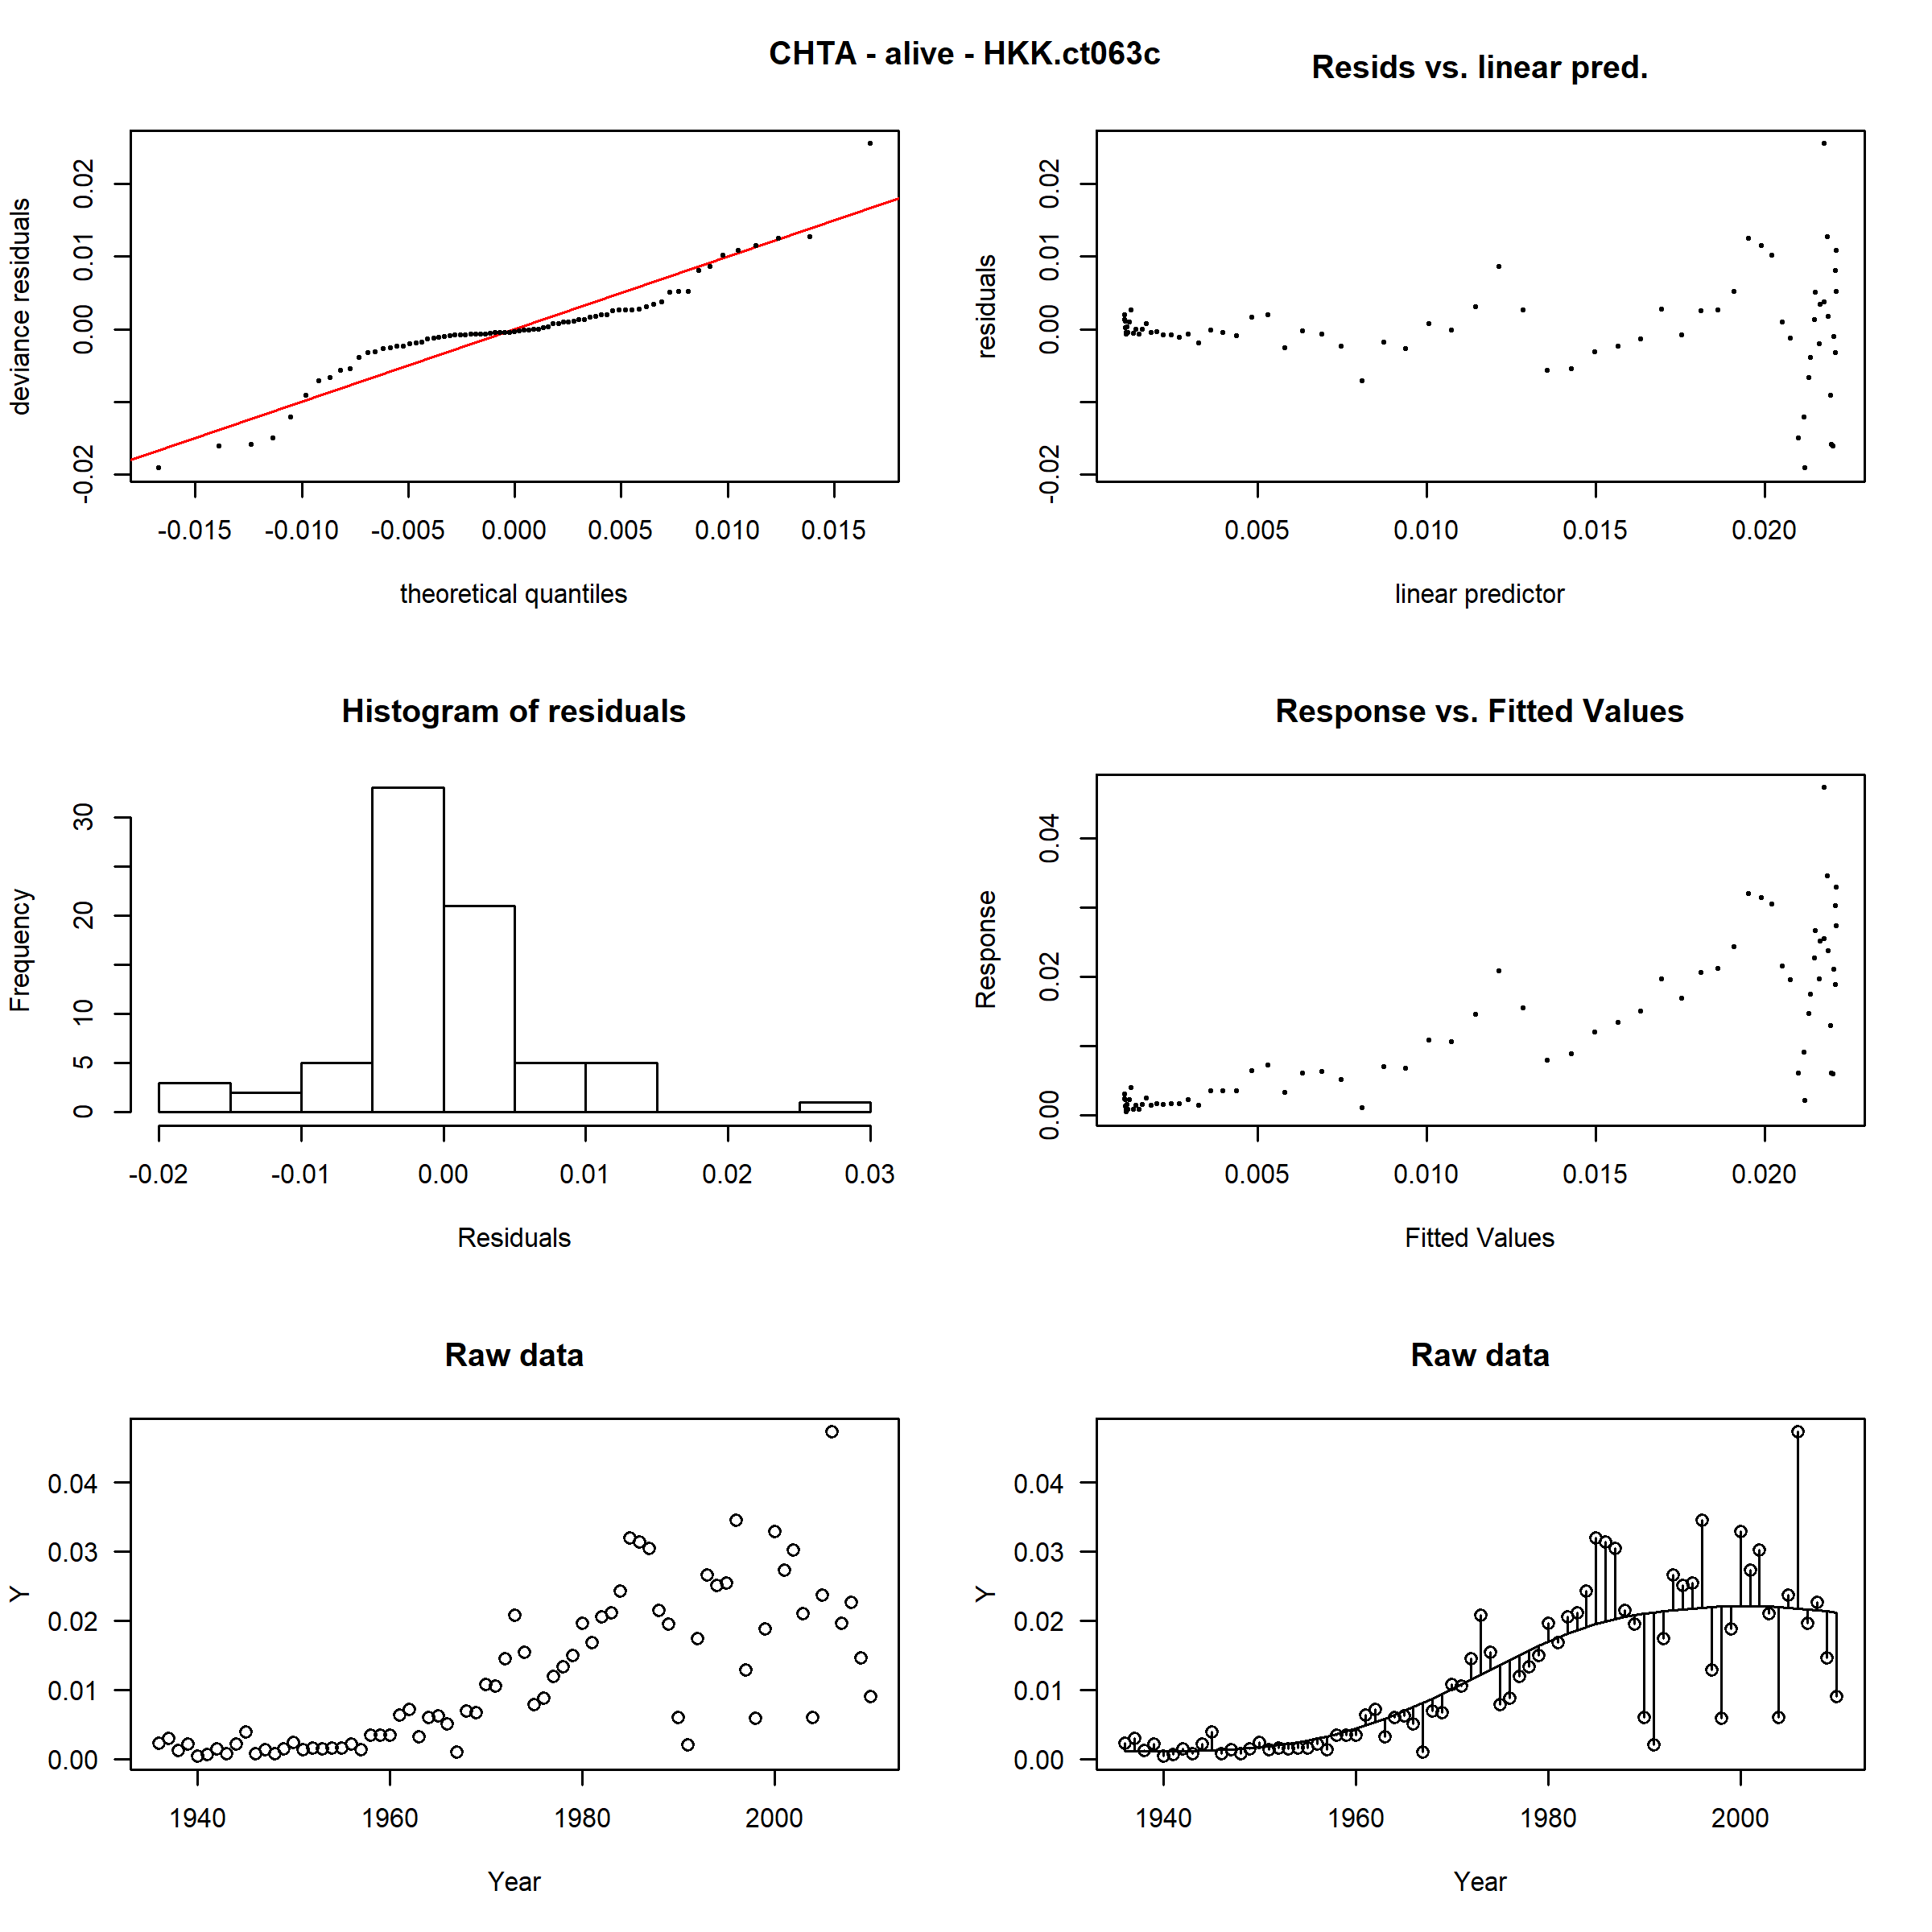 CHTA - alive - HKK.ct063c
Resids vs. linear pred.
deviance residuals
-0.02 0.00 0.01 0.02
-0.015 -0.010 -0.005 0.000 0.005 0.010 0.015
theoretical quantiles
residuals
-0.02 0.00 0.01 0.02
0.005 0.010 0.015 0.020
linear predictor
Histogram of residuals
Frequency
0 5 10 20 30
-0.02 -0.01 0.00 0.01 0.02 0.03
Residuals
Response vs. Fitted Values
Response
0.00 0.02 0.04
0.005 0.010 0.015 0.020
Fitted Values
Raw data
Y
0.04
0.03
0.02
0.01
0.00
1940 1960 1980 2000
Year
Raw data
Y
0.04
0.03
0.02
0.01
0.00
1940 1960 1980 2000
Year